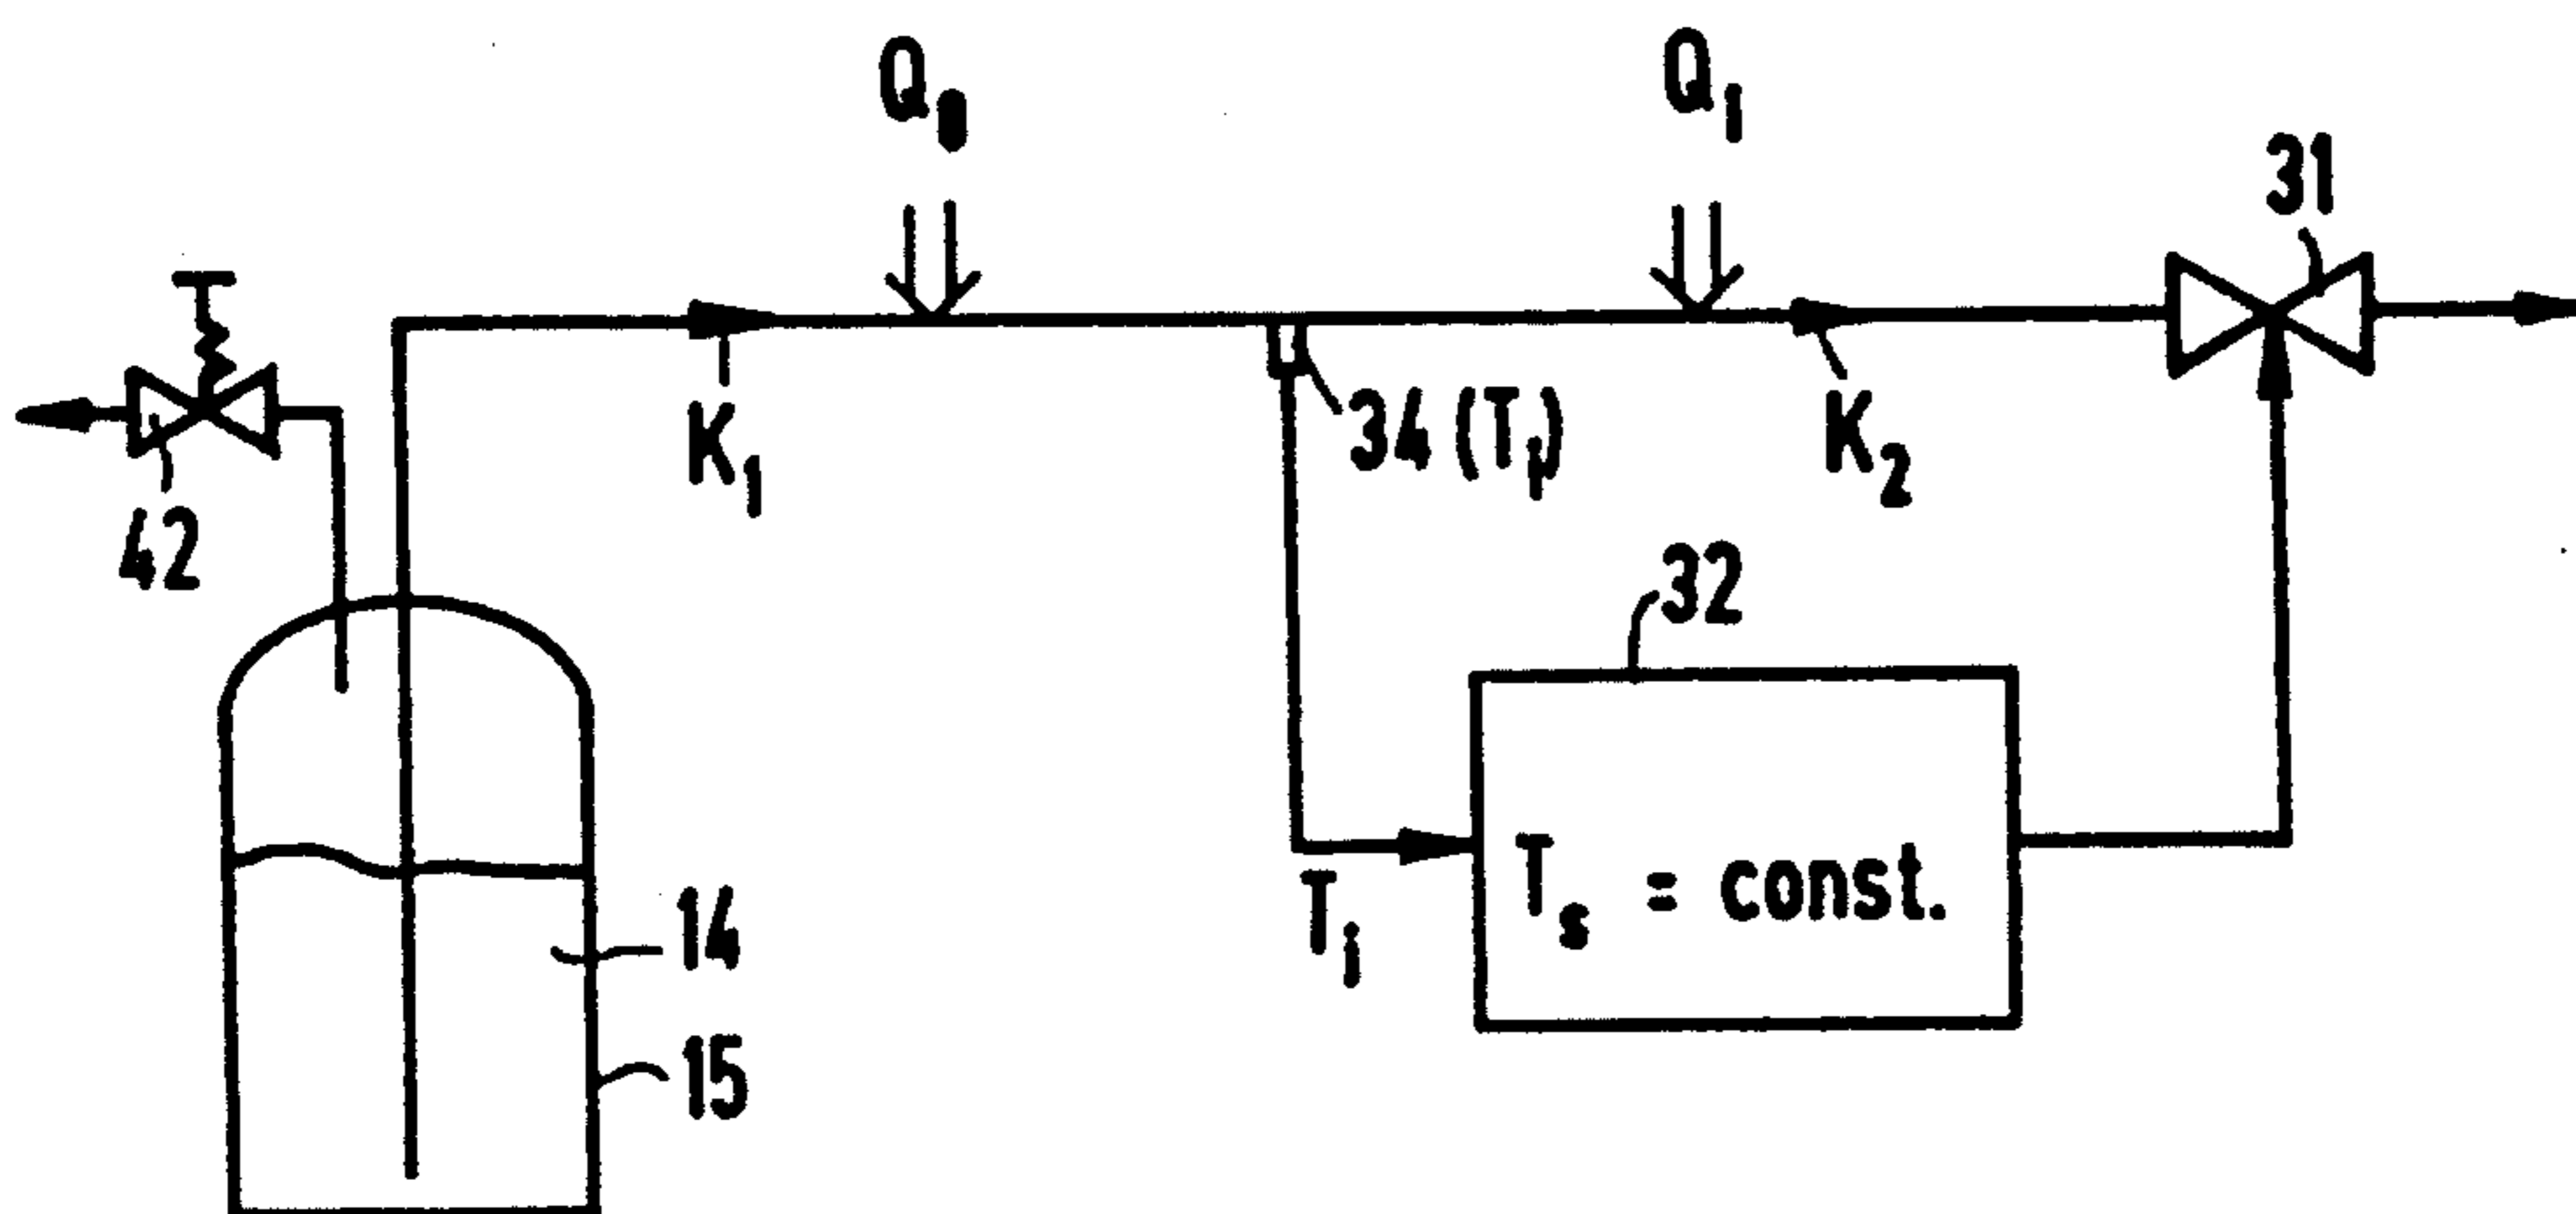 Q₀
Q₁
31
K₁
34 (Tᵢ)
K₂
42
32
Tᵢ
Tₛ = const.
14
15